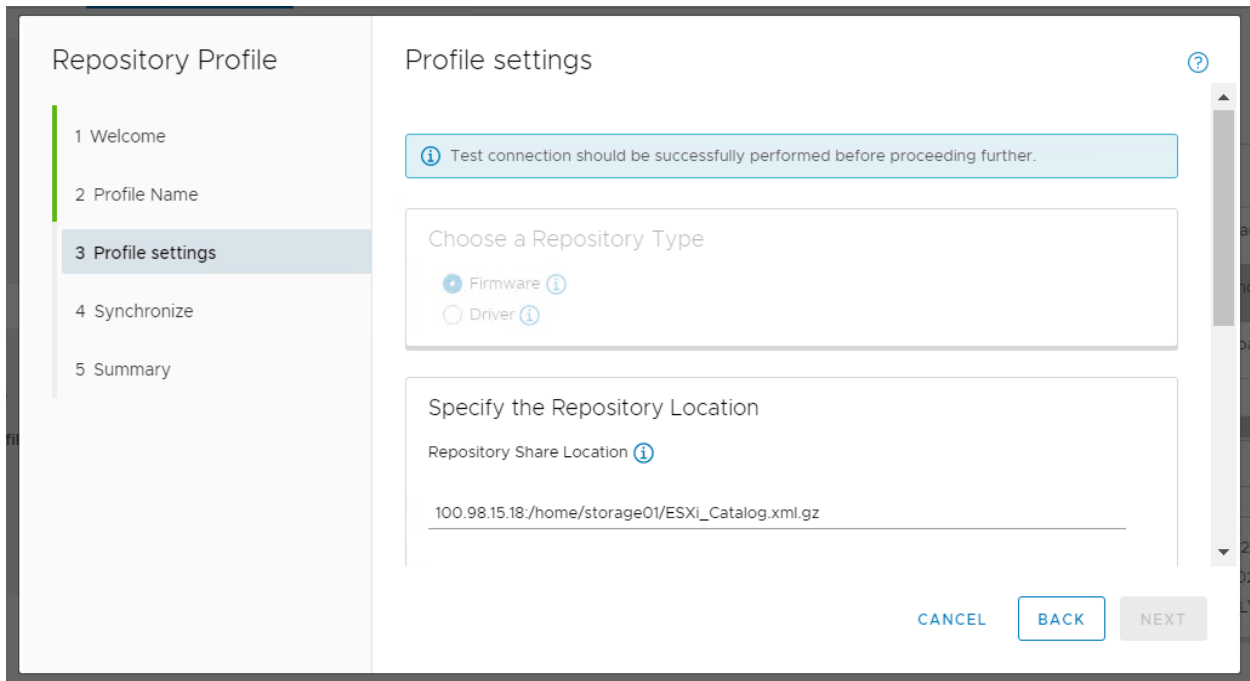 Repository Profile
1 Welcome
2 Profile Name
3 Profile settings
4 Synchronize
5 Summary
Profile settings
Test connection should be successfully performed before proceeding further.
Choose a Repository Type
Firmware
Driver
Specify the Repository Location
Repository Share Location
100.98.15.18:/home/storage01/ESXi_Catalog.xml.gz
CANCEL
BACK
NEXT